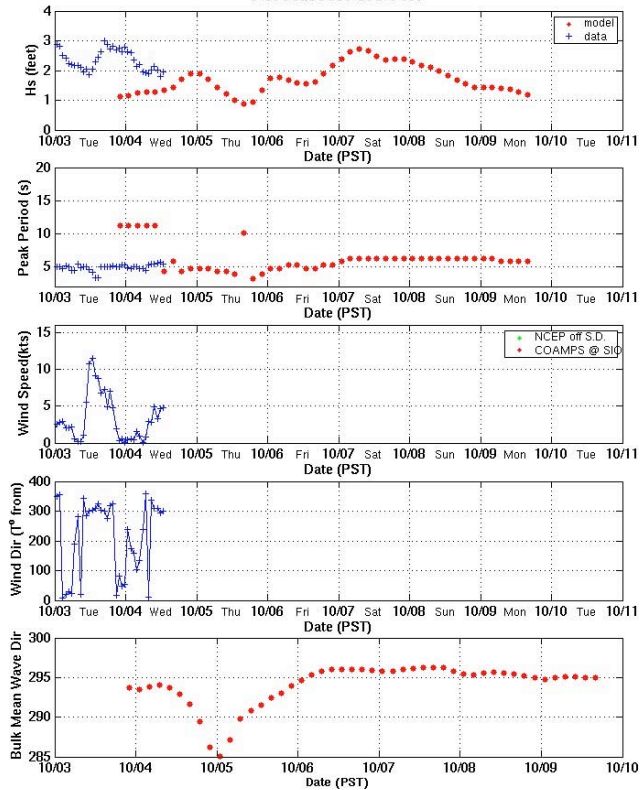 4
3
2
1
0
Hs (feet)
model
data
10/03 Tue 10/04 Wed 10/05 Thu 10/06 Fri 10/07 Sat 10/08 Sun 10/09 Mon 10/10 Tue 10/11
Date (PST)
20
15
10
5
Peak Period (s)
10/03 Tue 10/04 Wed 10/05 Thu 10/06 Fri 10/07 Sat 10/08 Sun 10/09 Mon 10/10 Tue 10/11
Date (PST)
15
10
5
0
Wind Speed(kts)
NCEP off S.D.
COAMPS @ SIO
10/03 Tue 10/04 Wed 10/05 Thu 10/06 Fri 10/07 Sat 10/08 Sun 10/09 Mon 10/10 Tue 10/11
Date (PST)
400
300
200
100
0
Wind Dir (T° from)
10/03 Tue 10/04 Wed 10/05 Thu 10/06 Fri 10/07 Sat 10/08 Sun 10/09 Mon 10/10 Tue 10/11
Date (PST)
300
295
290
285
Bulk Mean Wave Dir
10/03 10/04 10/05 10/06 10/07 10/08 10/09 10/10
Date (PST)